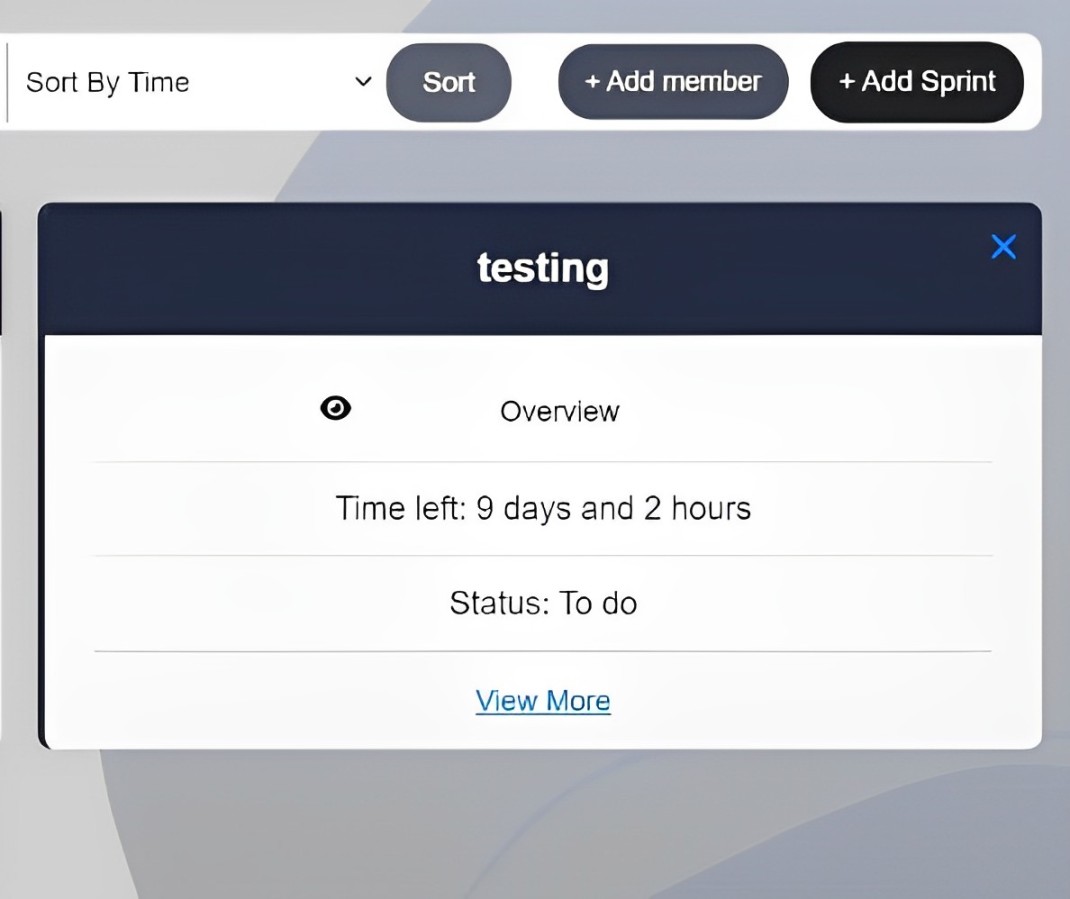 Sort By Time Sort + Add member + Add Sprint
testing
Overview
Time left: 9 days and 2 hours
Status: To do
View More